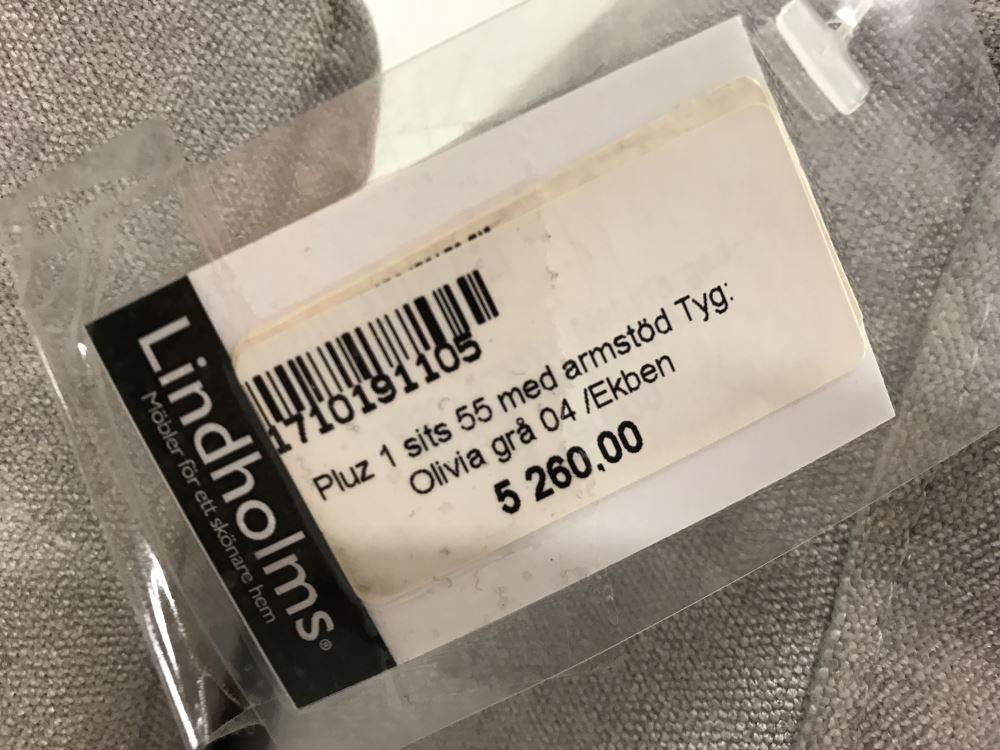 Lindholms®
Möbler för ett skönare hem
1710191105
Pluz 1 sits 55 med armstöd Tyg:
Olivia grå 04 /Ekben
5 260,00